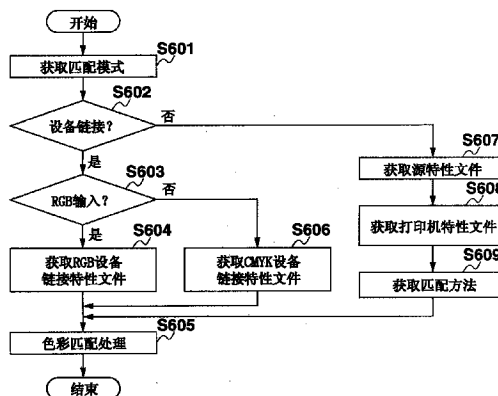 开始
S601
获取匹配模式
S602
设备链接?
否
是
S603
RGB输入?
否
是
S604
获取RGB设备
链接特性文件
S606
获取CMYK设备
链接特性文件
S607
获取源特性文件
S608
获取打印机特性文件
S609
获取匹配方法
S605
色彩匹配处理
结束